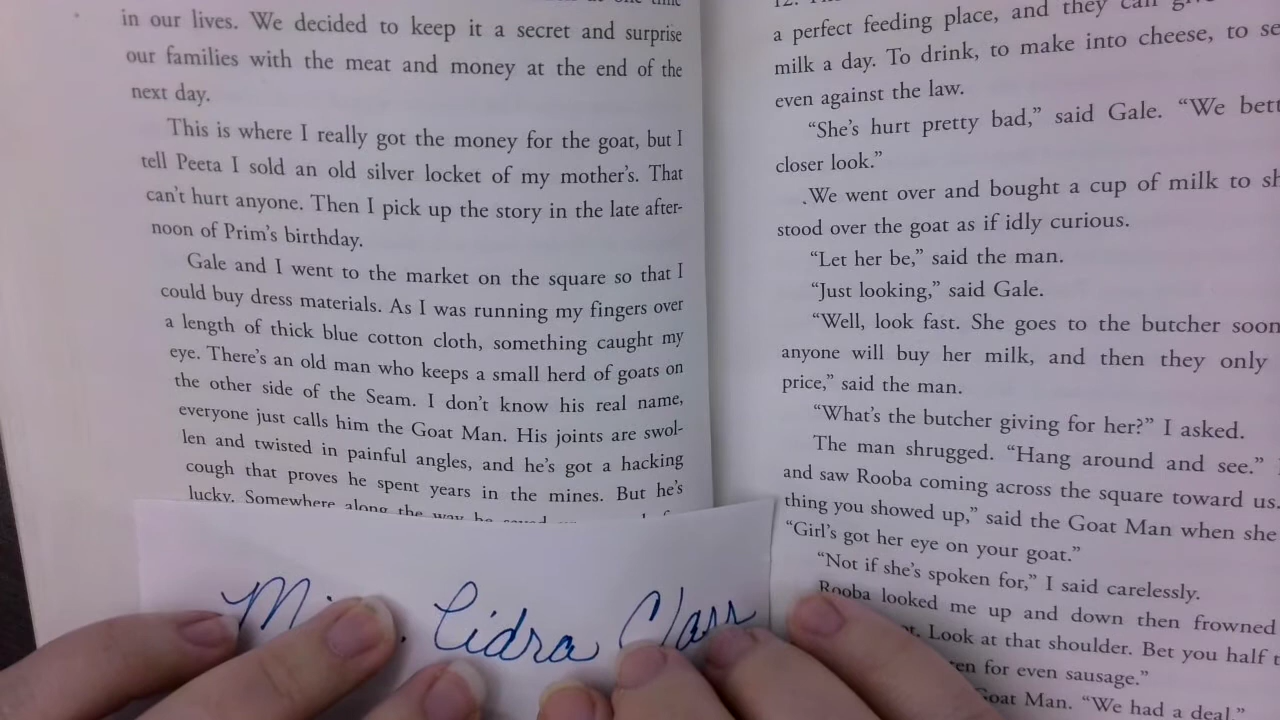 in our lives. We decided to keep it a secret and surprise
our families with the meat and money at the end of the
next day.
This is where I really got the money for the goat, but I
tell Peeta I sold an old silver locket of my mother's. That
can't hurt anyone. Then I pick up the story in the late after-
noon of Prim's birthday.
Gale and I went to the market on the square so that I
could buy dress materials. As I was running my fingers over
a length of thick blue cotton cloth, something caught my
eye. There's an old man who keeps a small herd of goats on
the other side of the Seam. I don't know his real name,
everyone just calls him the Goat Man. His joints are swol-
len and twisted in painful angles, and he's got a hacking
cough that proves he spent years in the mines. But he's
lucky. Somewhere along the way he
Lidra Class
12.
a perfect feeding place, and they can
milk a day. To drink, to make into cheese, to
even against the law.
"She's hurt pretty bad," said Gale. "We
closer look."
We went over and bought a cup of milk to
stood over the goat as if idly curious.
"Let her be," said the man.
"Just looking," said Gale.
"Well, look fast. She goes to the butcher soon
anyone will buy her milk, and then they only
price," said the man.
"What's the butcher giving for her?" I asked.
The man shrugged. "Hang around and see."
and saw Rooba coming across the square toward us.
thing you showed up," said the Goat Man when she
"Girl's got her eye on your goat."
"Not if she's spoken for," I said carelessly.
Rooba looked me up and down then frowned
Look at that shoulder. Bet you half
for even sausage."
Goat Man. "We had a deal."